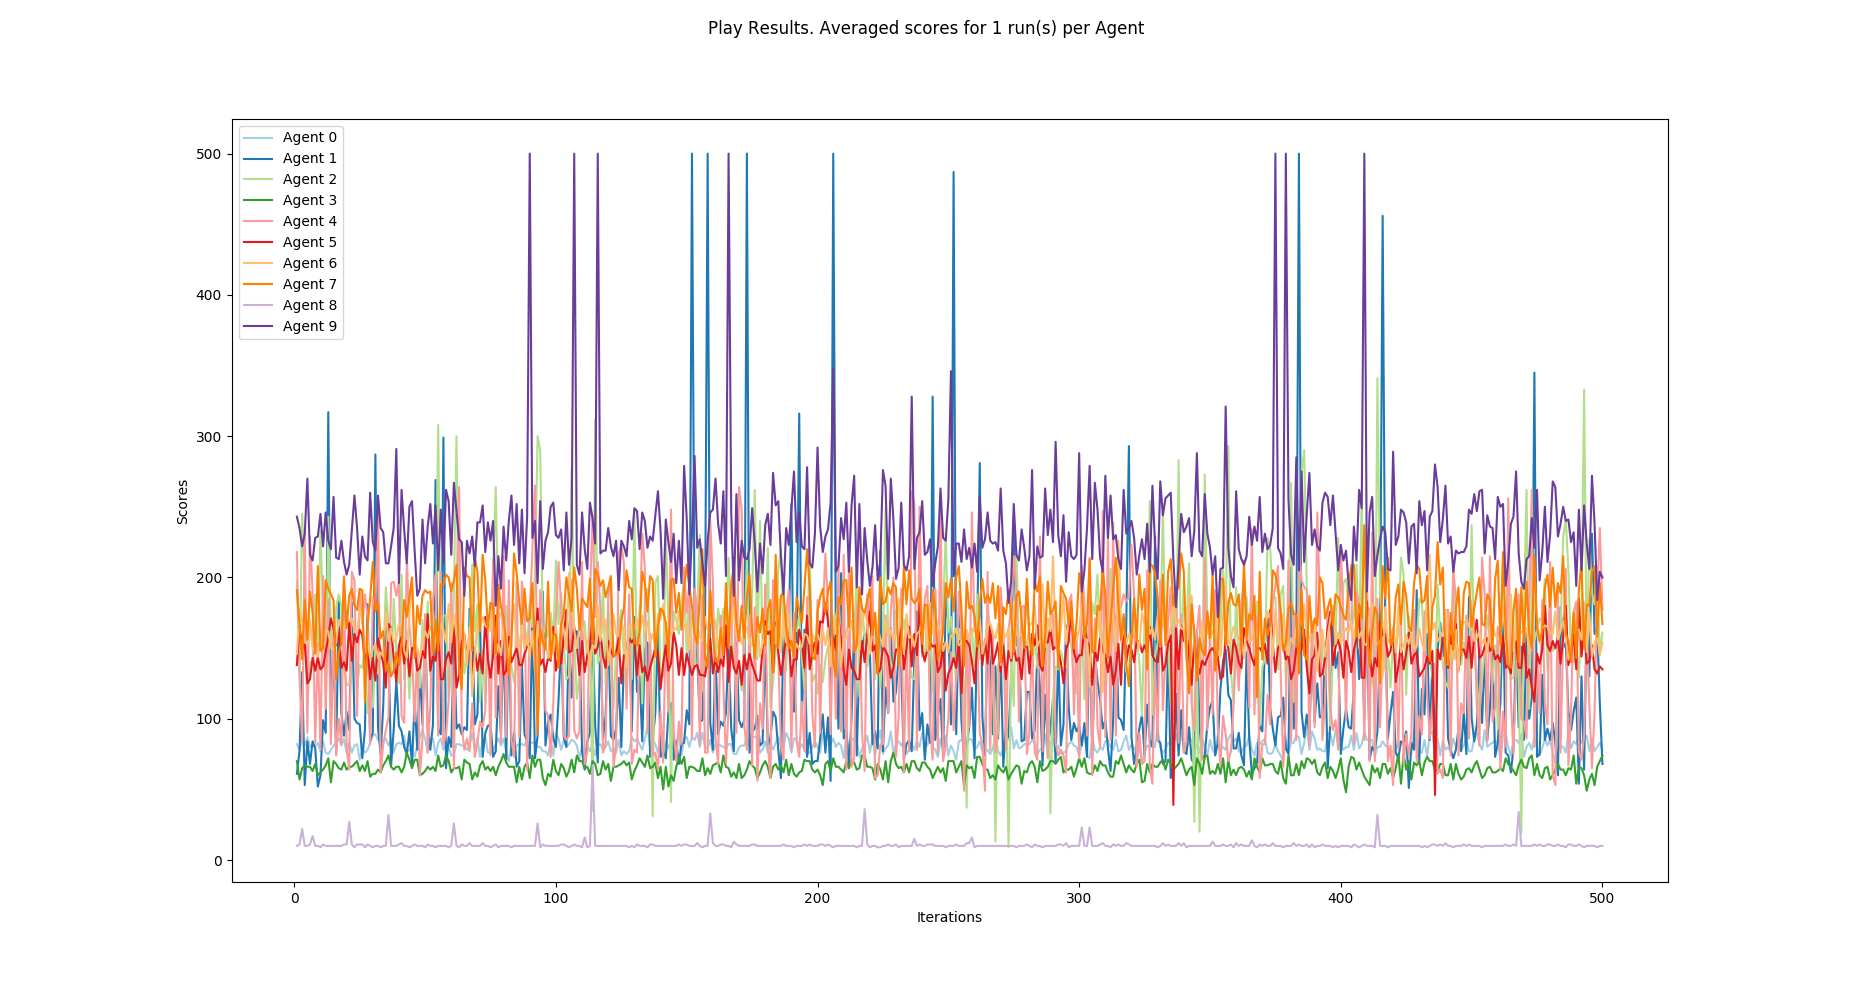 Play Results. Averaged scores for 1 run(s) per Agent
Agent 0
Agent 1
Agent 2
Agent 3
Agent 4
Agent 5
Agent 6
Agent 7
Agent 8
Agent 9
500
400
300
200
100
0
Scores
0 100 200 300 400 500
Iterations